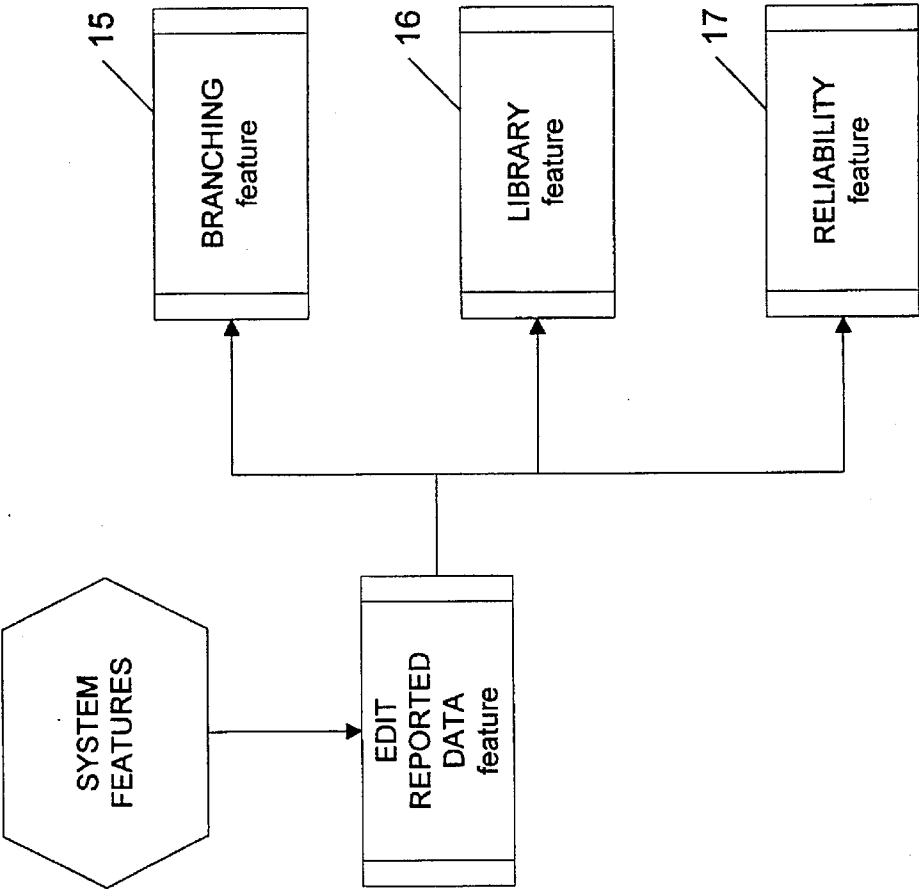 SYSTEM
FEATURES
EDIT
REPORTED
DATA
feature
BRANCHING
feature
15
LIBRARY
feature
16
RELIABILITY
feature
17